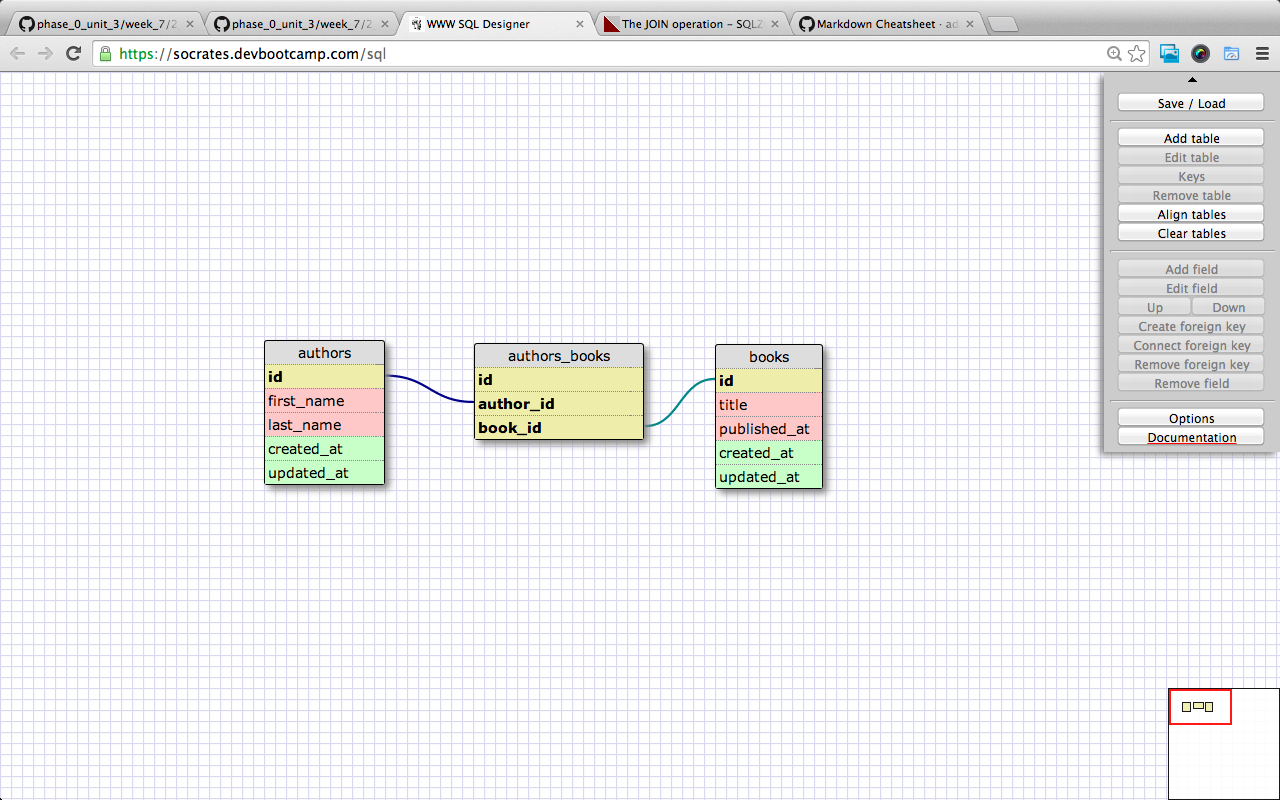 phase_0_unit_3/week_7/2
phase_0_unit_3/week_7/2
WWW SQL Designer
The JOIN operation – SQLZ
Markdown Cheatsheet · ad
https://socrates.devbootcamp.com/sql
Save / Load
Add table
Edit table
Keys
Remove table
Align tables
Clear tables
Add field
Edit field
Up Down
Create foreign key
Connect foreign key
Remove foreign key
Remove field
Options
Documentation
authors
id
first_name
last_name
created_at
updated_at
authors_books
id
author_id
book_id
books
id
title
published_at
created_at
updated_at